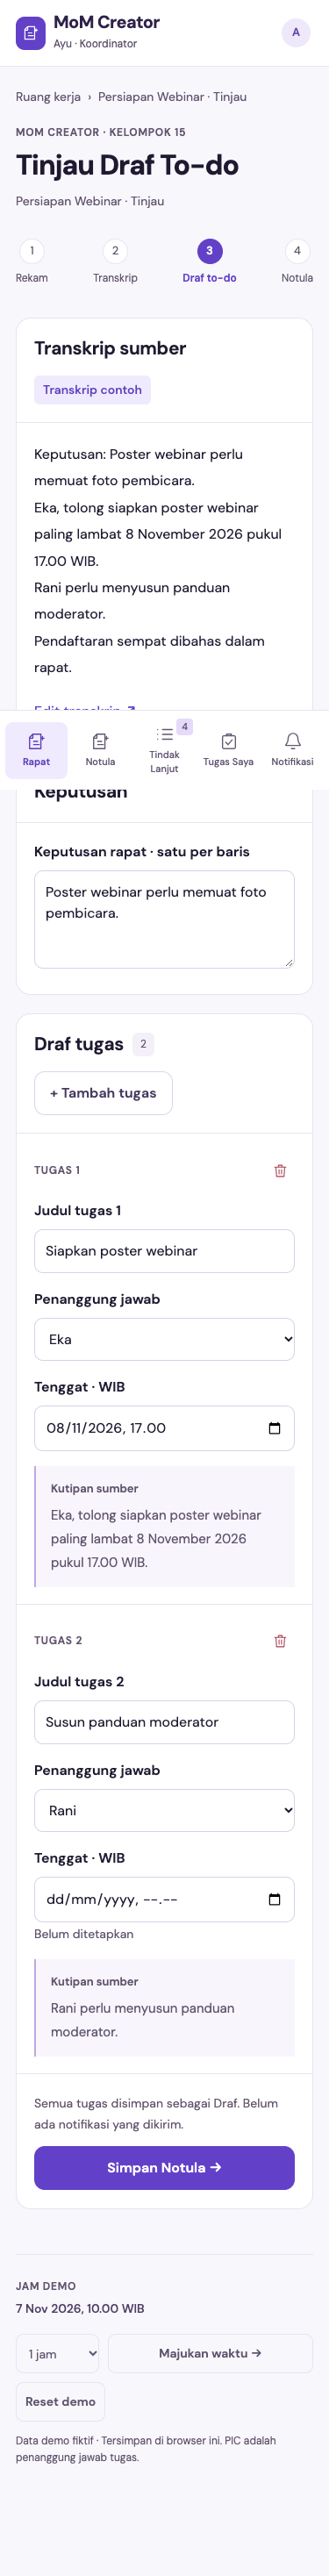 MoM Creator
Ayu · Koordinator
A
Ruang kerja › Persiapan Webinar · Tinjau
MOM CREATOR · KELOMPOK 15
Tinjau Draf To-do
Persiapan Webinar · Tinjau
1 2 3 4
Rekam Transkrip Draf to-do Notula
Transkrip sumber
Transkrip contoh
Keputusan: Poster webinar perlu
memuat foto pembicara.
Eka, tolong siapkan poster webinar
paling lambat 8 November 2026 pukul
17.00 WIB.
Rani perlu menyusun panduan
moderator.
Pendaftaran sempat dibahas dalam
rapat.
Edit transkrip ↗
4
Rapat Notula Tindak Lanjut Tugas Saya Notifikasi
Keputusan
Keputusan rapat · satu per baris
Poster webinar perlu memuat foto
pembicara.
Draf tugas 2
+ Tambah tugas
TUGAS 1
Judul tugas 1
Siapkan poster webinar
Penanggung jawab
Eka
Tenggat · WIB
08/11/2026, 17.00
Kutipan sumber
Eka, tolong siapkan poster webinar
paling lambat 8 November 2026
pukul 17.00 WIB.
TUGAS 2
Judul tugas 2
Susun panduan moderator
Penanggung jawab
Rani
Tenggat · WIB
dd/mm/yyyy, --.--
Belum ditetapkan
Kutipan sumber
Rani perlu menyusun panduan
moderator.
Semua tugas disimpan sebagai Draf. Belum
ada notifikasi yang dikirim.
Simpan Notula →
JAM DEMO
7 Nov 2026, 10.00 WIB
1 jam Majukan waktu →
Reset demo
Data demo fiktif · Tersimpan di browser ini. PIC adalah
penanggung jawab tugas.